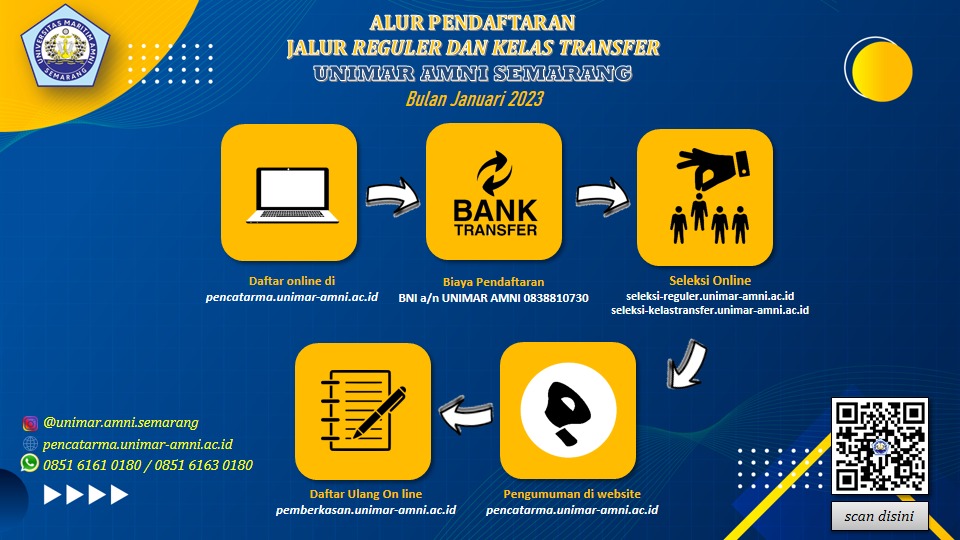 UNIVERSITAS MARITIM AMNI
SEMARANG
ALUR PENDAFTARAN
JALUR REGULER DAN KELAS TRANSFER
UNIMAR AMNI SEMARANG
Bulan Januari 2023
BANK
TRANSFER
Daftar online di
pencatarma.unimar-amni.ac.id
Biaya Pendaftaran
BNI a/n UNIMAR AMNI 0838810730
Seleksi Online
seleksi-reguler.unimar-amni.ac.id
seleksi-kelastransfer.unimar-amni.ac.id
Daftar Ulang On line
pemberkasan.unimar-amni.ac.id
Pengumuman di website
pencatarma.unimar-amni.ac.id
@unimar.amni.semarang
pencatarma.unimar-amni.ac.id
0851 6161 0180 / 0851 6163 0180
scan disini